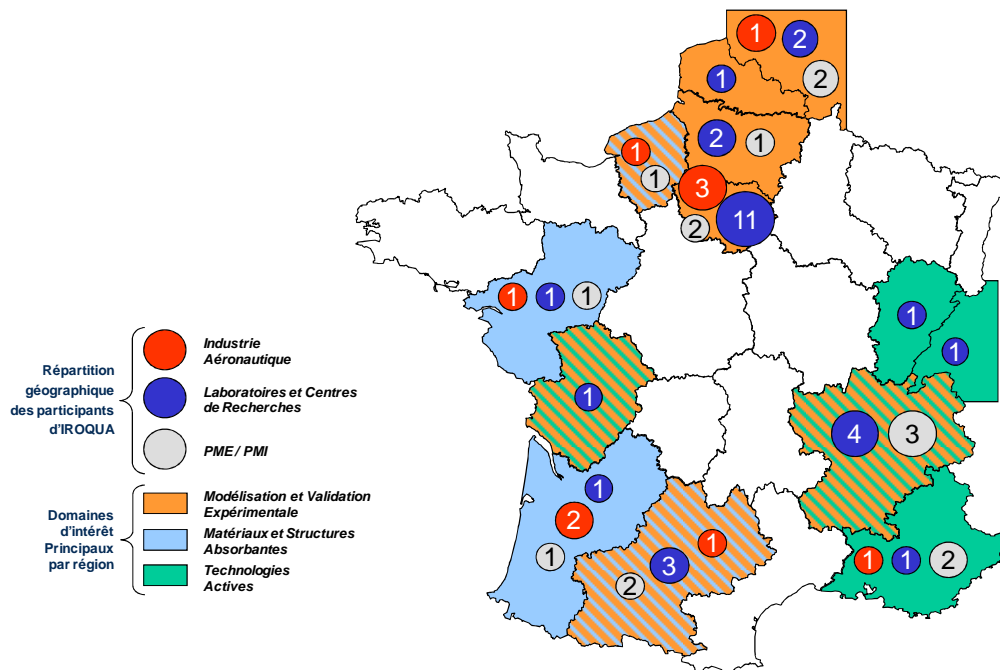 1
2
2
1
2
1
1
1
3
11
2
1
1
1
1
1
1
4
3
1
2
1
1
3
2
1
1
2
Répartition
géographique
des participants
d'IROQUA
Industrie
Aéronautique
Laboratoires et Centres
de Recherches
PME / PMI
Domaines
d'intérêt
Principaux
par région
Modélisation et Validation
Expérimentale
Matériaux et Structures
Absorbantes
Technologies
Actives